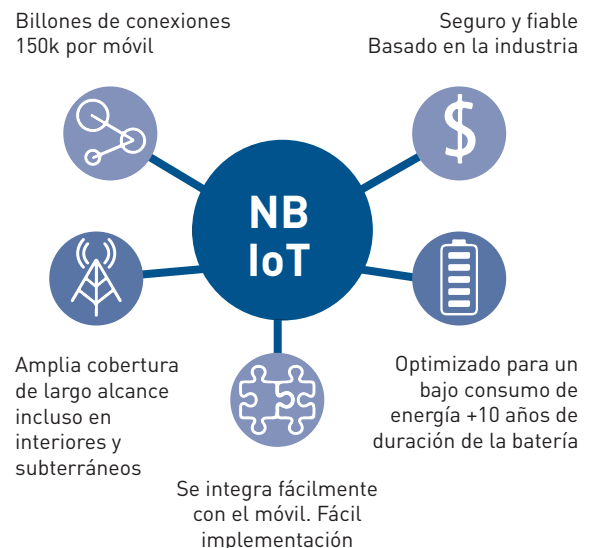 Billones de conexiones
150k por móvil
Seguro y fiable
Basado en la industria
$
NB
IoT
Amplia cobertura
de largo alcance
incluso en
interiores y
subterráneos
Optimizado para un
bajo consumo de
energía +10 años de
duración de la batería
Se integra fácilmente
con el móvil. Fácil
implementación